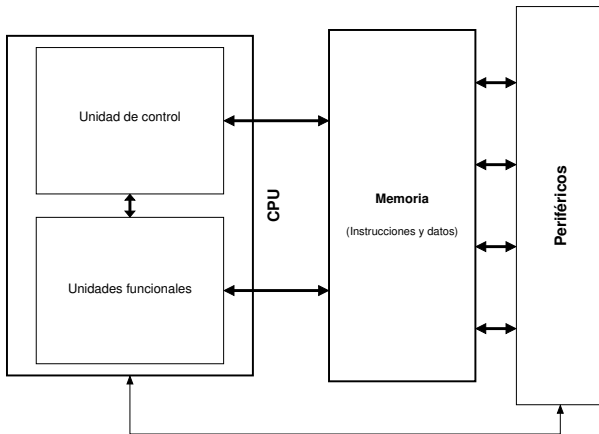 Unidad de control
Unidades funcionales
CPU
Memoria
(Instrucciones y datos)
Periféricos